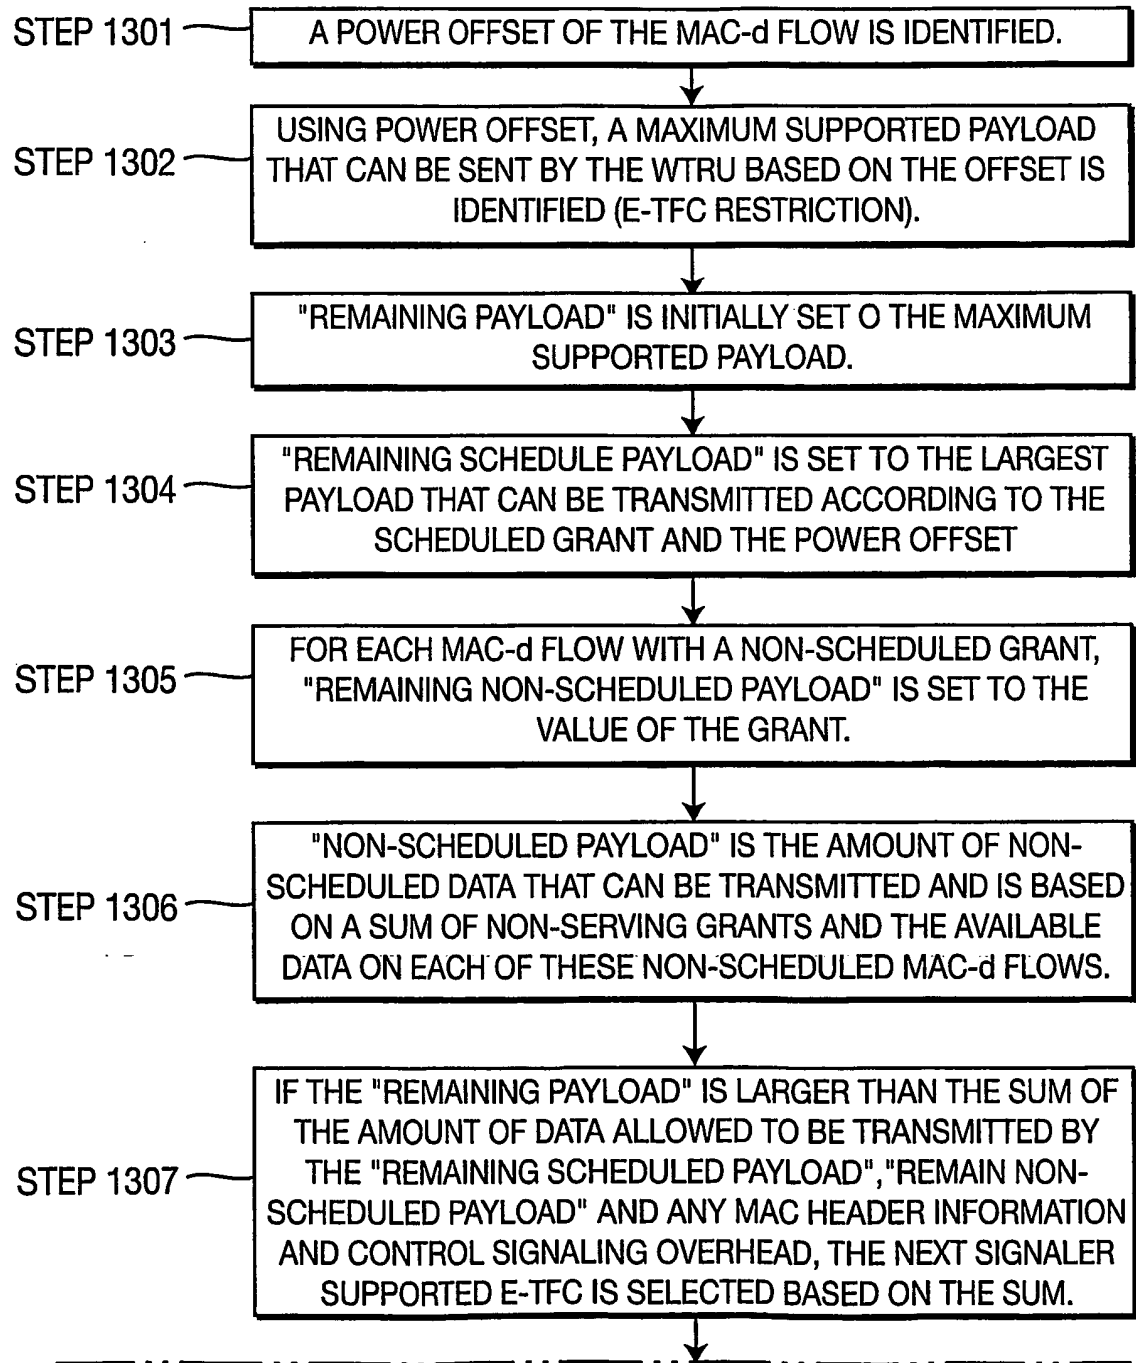 STEP 1301
A POWER OFFSET OF THE MAC-d FLOW IS IDENTIFIED.
STEP 1302
USING POWER OFFSET, A MAXIMUM SUPPORTED PAYLOAD
THAT CAN BE SENT BY THE WTRU BASED ON THE OFFSET IS
IDENTIFIED (E-TFC RESTRICTION).
STEP 1303
"REMAINING PAYLOAD" IS INITIALLY SET O THE MAXIMUM
SUPPORTED PAYLOAD.
STEP 1304
"REMAINING SCHEDULE PAYLOAD" IS SET TO THE LARGEST
PAYLOAD THAT CAN BE TRANSMITTED ACCORDING TO THE
SCHEDULED GRANT AND THE POWER OFFSET
STEP 1305
FOR EACH MAC-d FLOW WITH A NON-SCHEDULED GRANT,
"REMAINING NON-SCHEDULED PAYLOAD" IS SET TO THE
VALUE OF THE GRANT.
STEP 1306
"NON-SCHEDULED PAYLOAD" IS THE AMOUNT OF NON-
SCHEDULED DATA THAT CAN BE TRANSMITTED AND IS BASED
ON A SUM OF NON-SERVING GRANTS AND THE AVAILABLE
DATA ON EACH OF THESE NON-SCHEDULED MAC-d FLOWS.
STEP 1307
IF THE "REMAINING PAYLOAD" IS LARGER THAN THE SUM OF
THE AMOUNT OF DATA ALLOWED TO BE TRANSMITTED BY
THE "REMAINING SCHEDULED PAYLOAD", "REMAIN NON-
SCHEDULED PAYLOAD" AND ANY MAC HEADER INFORMATION
AND CONTROL SIGNALING OVERHEAD, THE NEXT SIGNALER
SUPPORTED E-TFC IS SELECTED BASED ON THE SUM.